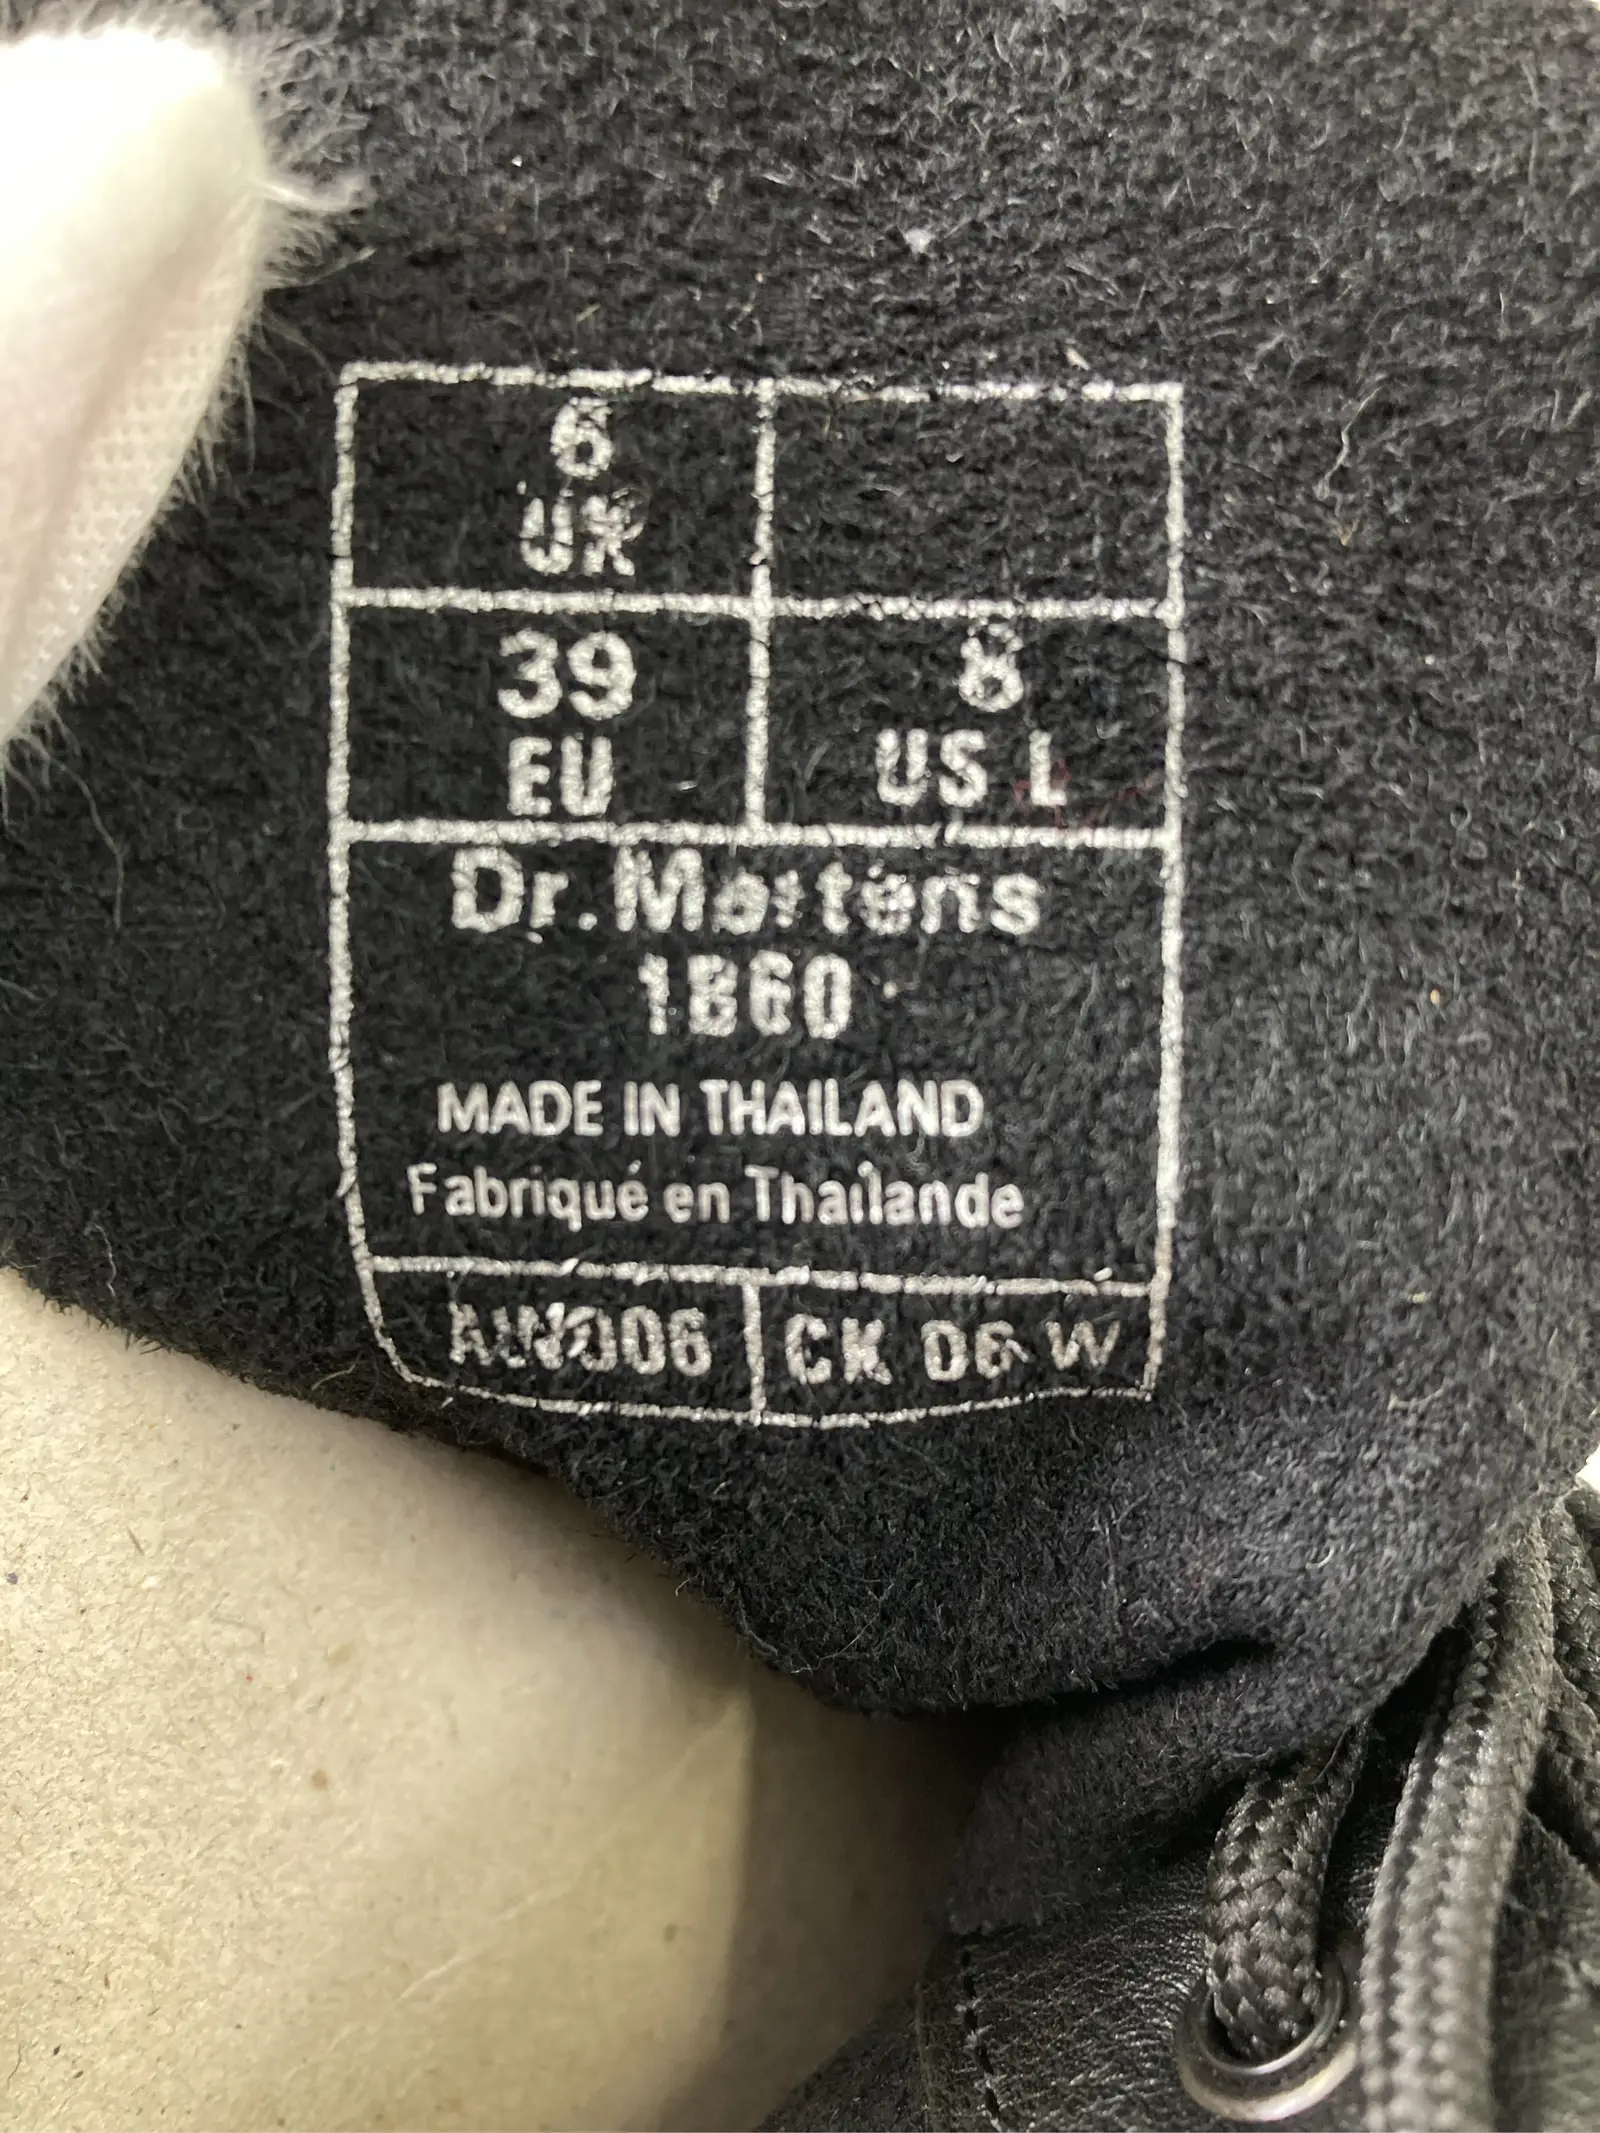 6
UK
39
EU
8
US L
Dr. Martens
1B60
MADE IN THAILAND
Fabriqué en Thaïlande
CK 06 W